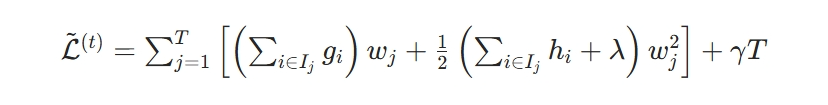 $\tilde{\mathcal{L}}^{(t)} = \sum_{j=1}^{T} \left[ \left( \sum_{i \in I_j} g_i \right) w_j + \frac{1}{2} \left( \sum_{i \in I_j} h_i + \lambda \right) w_j^2 \right] + \gamma T$